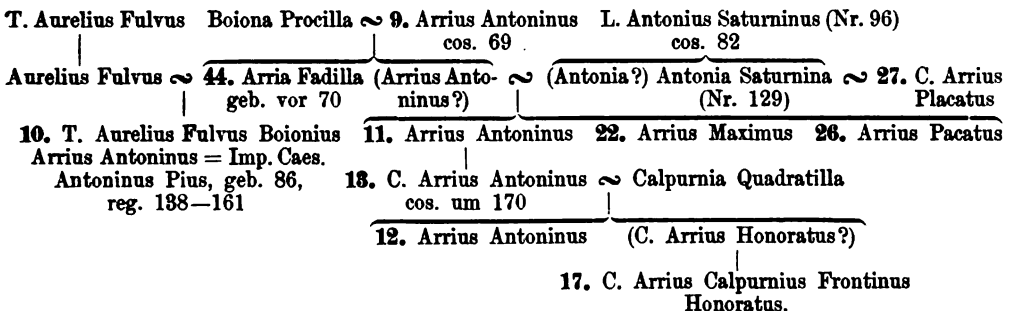 T. Aurelius Fulvus Boiona Procilla ∾ 9. Arrius Antoninus L. Antonius Saturninus (Nr. 96)
cos. 69 cos. 82
Aurelius Fulvus ∾ 44. Arria Fadilla (Arrius Anto- ∾ (Antonia?) Antonia Saturnina ∾ 27. C. Arrius
geb. vor 70 ninus?) (Nr. 129) Placatus
10. T. Aurelius Fulvus Boionius 11. Arrius Antoninus 22. Arrius Maximus 26. Arrius Pacatus
Arrius Antoninus = Imp. Caes.
Antoninus Pius, geb. 86, 13. C. Arrius Antoninus ∾ Calpurnia Quadratilla
reg. 138—161 cos. um 170
12. Arrius Antoninus (C. Arrius Honoratus?)
17. C. Arrius Calpurnius Frontinus
Honoratus.